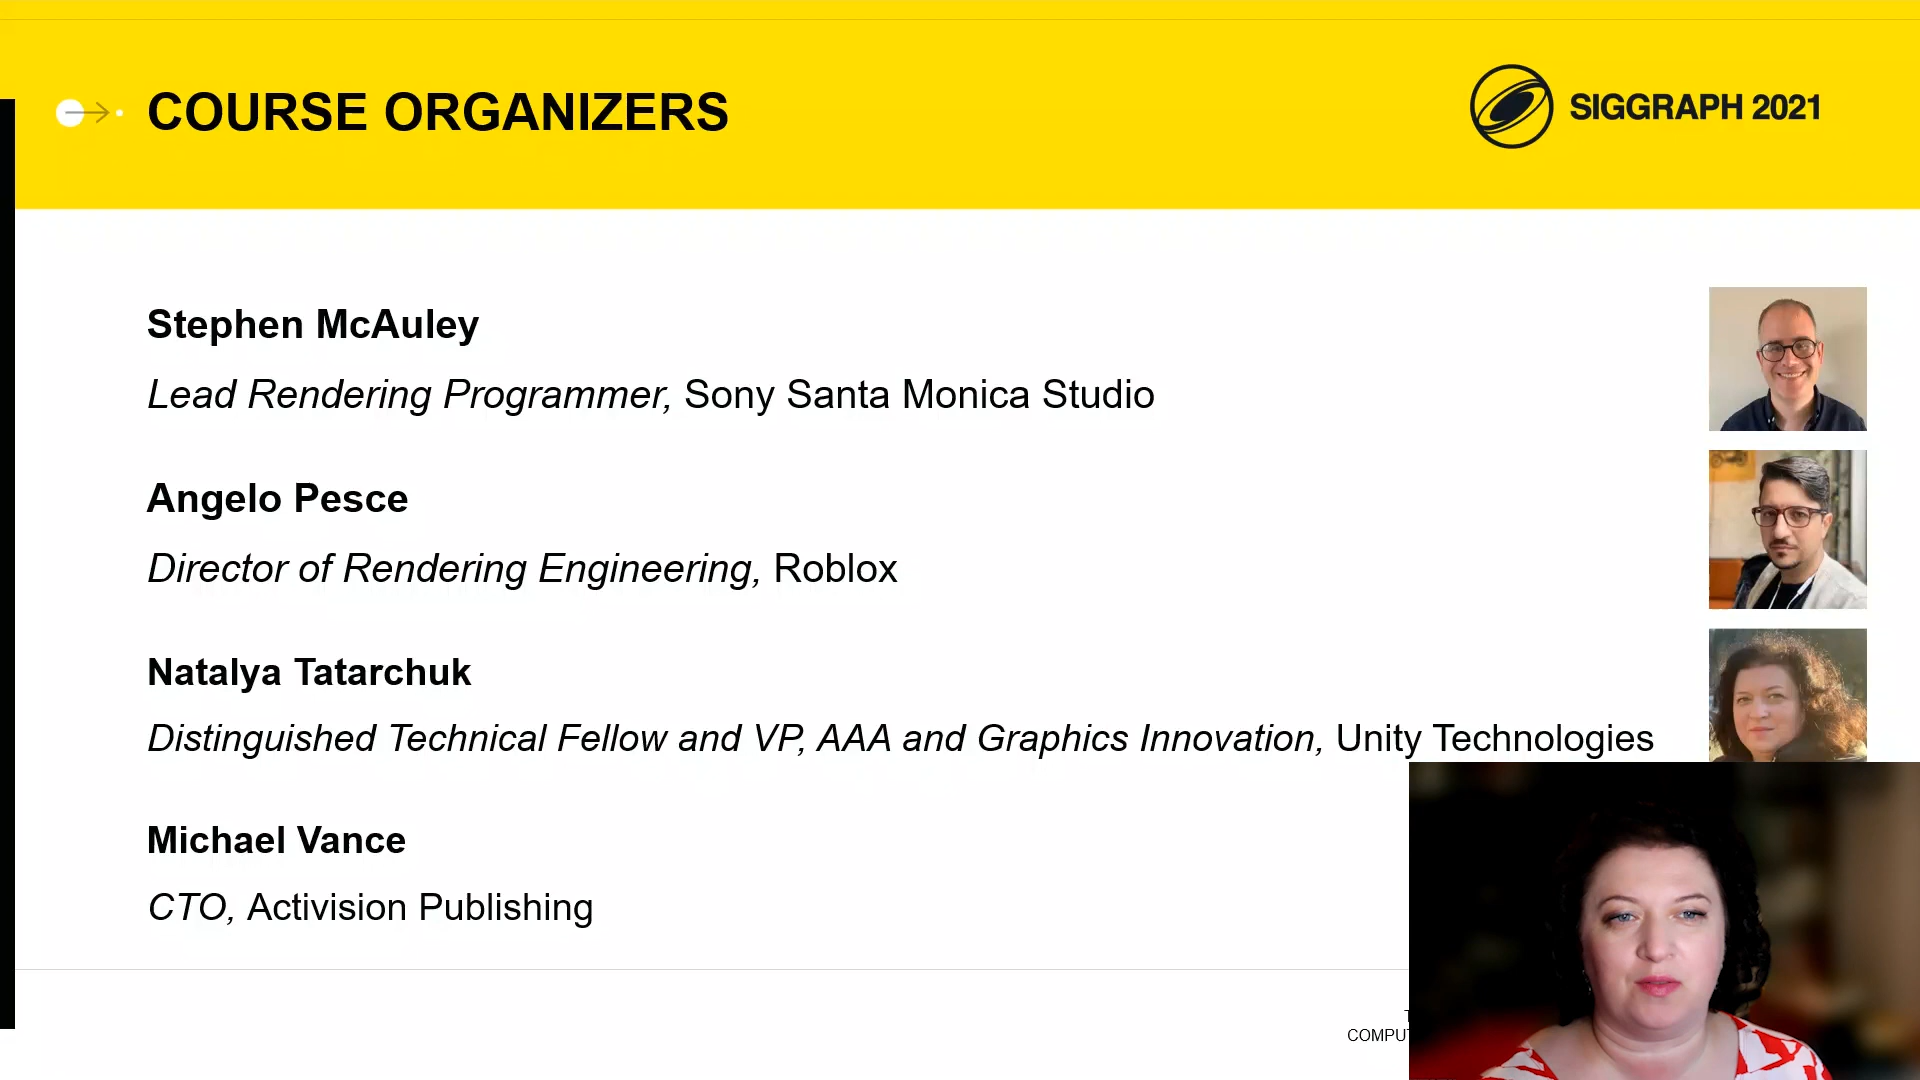 COURSE ORGANIZERS
SIGGRAPH 2021
Stephen McAuley
Lead Rendering Programmer, Sony Santa Monica Studio
Angelo Pesce
Director of Rendering Engineering, Roblox
Natalya Tatarchuk
Distinguished Technical Fellow and VP, AAA and Graphics Innovation, Unity Technologies
Michael Vance
CTO, Activision Publishing